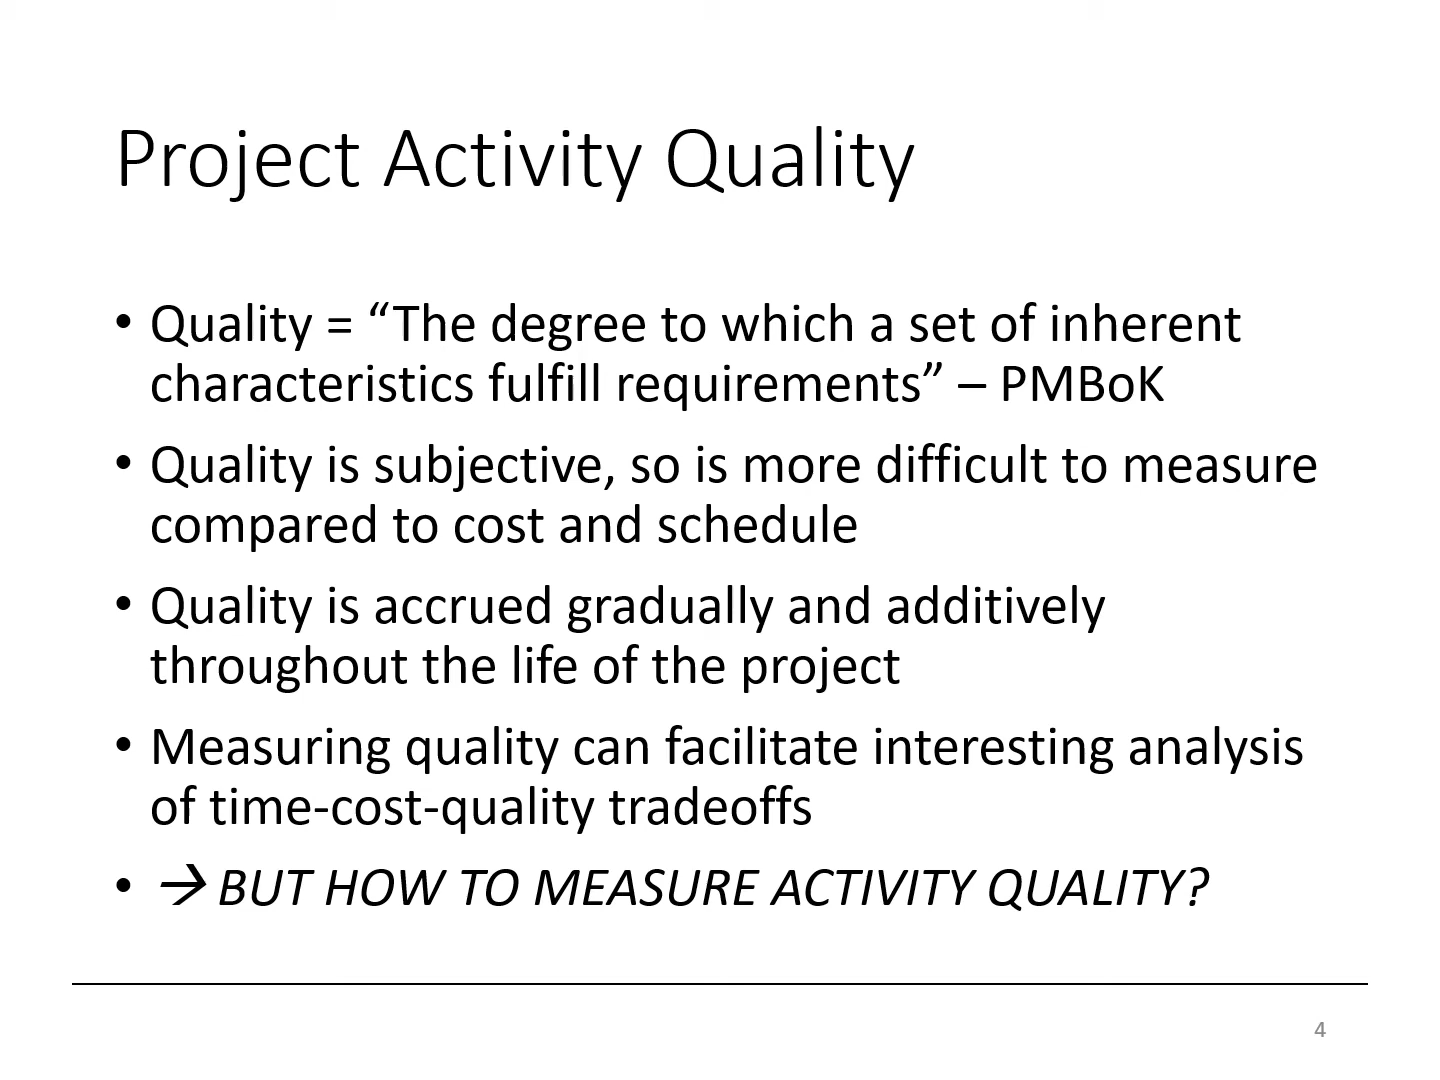 Project Activity Quality
• Quality = “The degree to which a set of inherent
characteristics fulfill requirements” – PMBoK
• Quality is subjective, so is more difficult to measure
compared to cost and schedule
• Quality is accrued gradually and additively
throughout the life of the project
• Measuring quality can facilitate interesting analysis
of time-cost-quality tradeoffs
• → BUT HOW TO MEASURE ACTIVITY QUALITY?
4